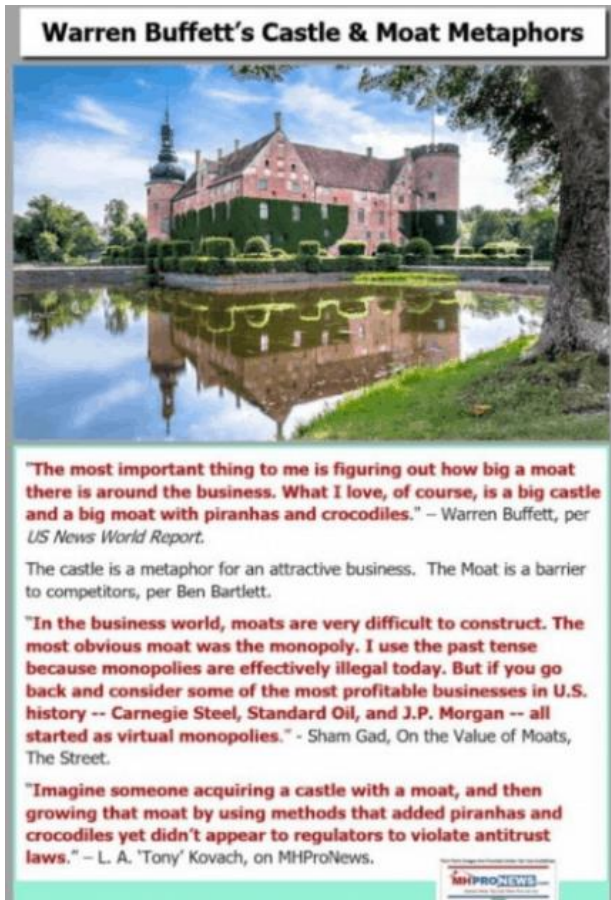 Warren Buffett's Castle & Moat Metaphors
"The most important thing to me is figuring out how big a moat
there is around the business. What I love, of course, is a big castle
and a big moat with piranhas and crocodiles." – Warren Buffett, per
US News World Report.
The castle is a metaphor for an attractive business.  The Moat is a barrier
to competitors, per Ben Bartlett.
"In the business world, moats are very difficult to construct. The
most obvious moat was the monopoly. I use the past tense
because monopolies are effectively illegal today. But if you go
back and consider some of the most profitable businesses in U.S.
history -- Carnegie Steel, Standard Oil, and J.P. Morgan -- all
started as virtual monopolies." - Sham Gad, On the Value of Moats,
The Street.
"Imagine someone acquiring a castle with a moat, and then
growing that moat by using methods that added piranhas and
crocodiles yet didn't appear to regulators to violate antitrust
laws." – L. A. 'Tony' Kovach, on MHProNews.
MHPRONEWS